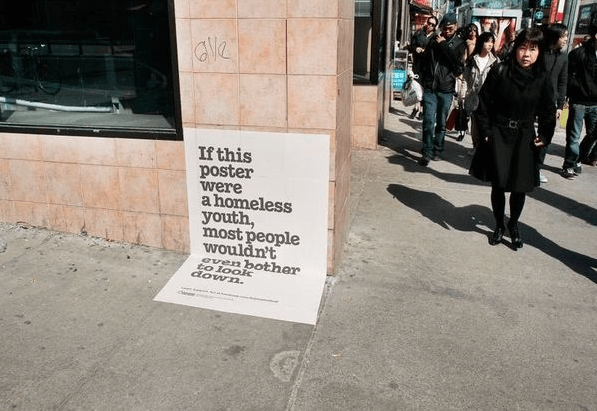 If this
poster
were
a homeless
youth,
most people
wouldn't
even bother
to look
down.